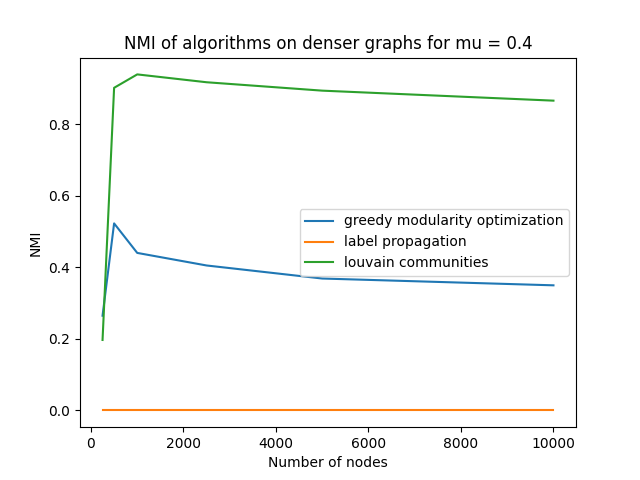 NMI of algorithms on denser graphs for mu = 0.4
NMI
0.8
0.6
0.4
0.2
0.0
greedy modularity optimization
label propagation
louvain communities
0 2000 4000 6000 8000 10000
Number of nodes